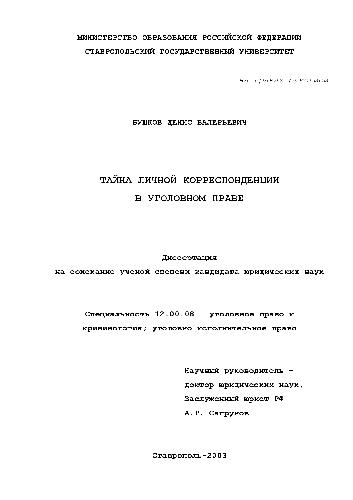 МИНИСТЕРСТВО ОБРАЗОВАНИЯ РОССИЙСКОЙ ФЕДЕРАЦИИ
СТАВРОПОЛЬСКИЙ ГОСУДАРСТВЕННЫЙ УНИВЕРСИТЕТ
На правах рукописи
ДЕНИС ВАЛЕРЬЕВИЧ
ТАЙНА ЛИЧНОЙ КОРРЕСПОНДЕНЦИИ
В УГОЛОВНОМ ПРАВЕ
Диссертация
на соискание ученой степени кандидата юридических наук
Специальность 12.00.08 уголовное право и
криминология; уголовно исполнительное право
Научный руководитель –
доктор юридических наук,
Заслуженный юрист РФ
Ставрополь-2003